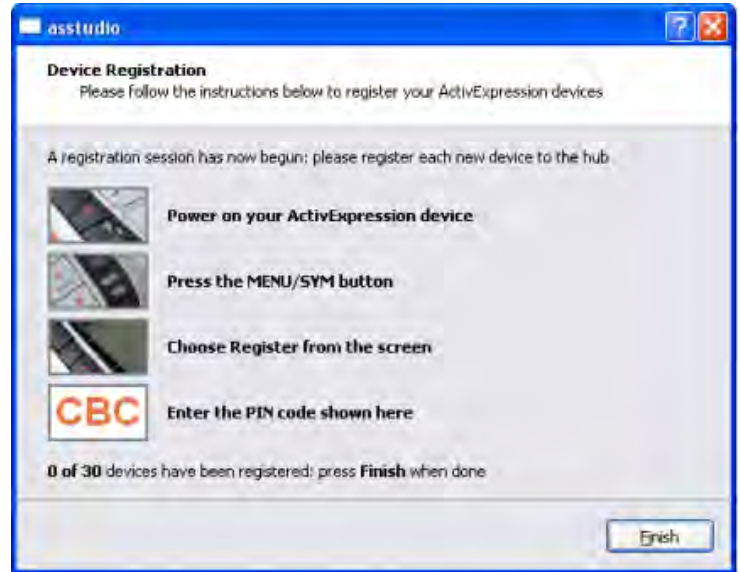 asstudio
Device Registration
Please follow the instructions below to register your ActivExpression devices
A registration session has now begun: please register each new device to the hub
Power on your ActivExpression device
Press the MENU/SYM button
Choose Register from the screen
CBC
Enter the PIN code shown here
0 of 30 devices have been registered: press Finish when done
Finish